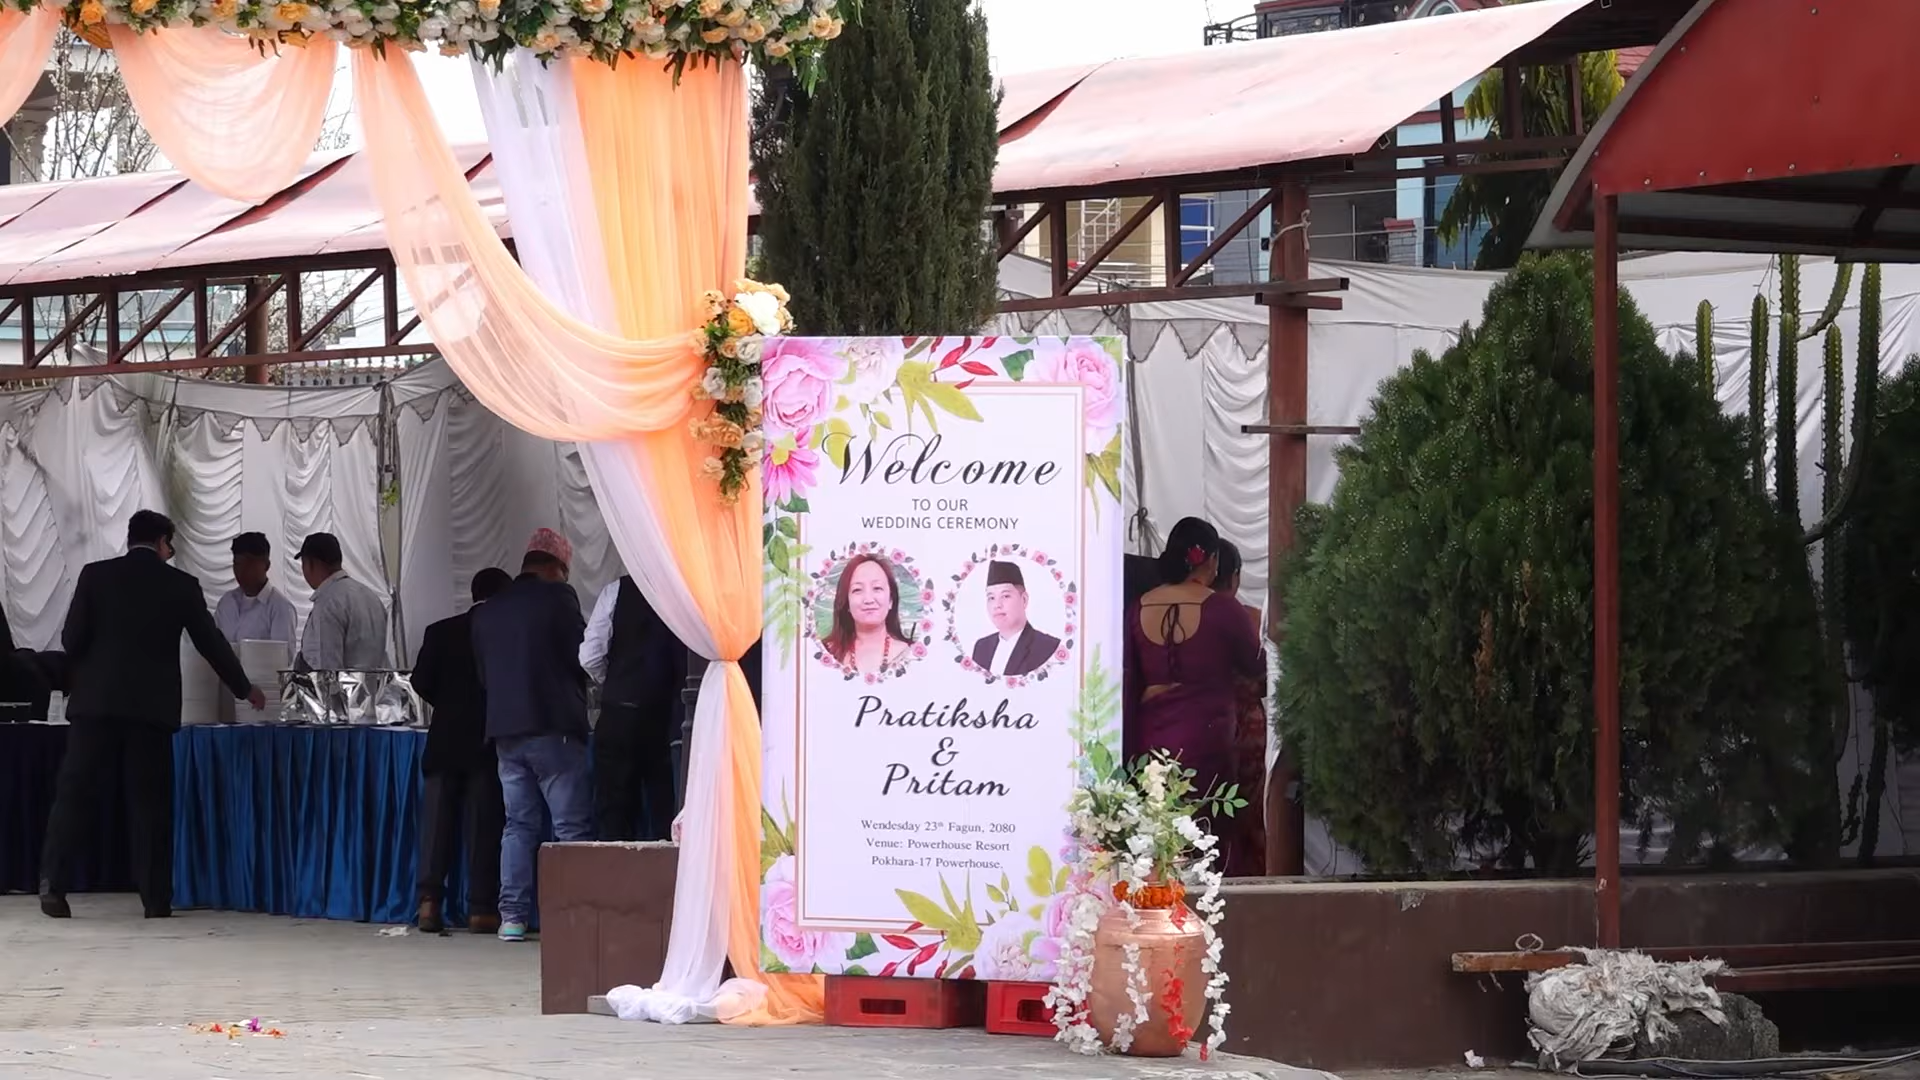 Welcome
TO OUR
WEDDING CEREMONY
Pratiksha
&
Pritam
Wendesday 23th Fagun, 2080
Venue: Powerhouse Resort
Pokhara-17 Powerhouse.